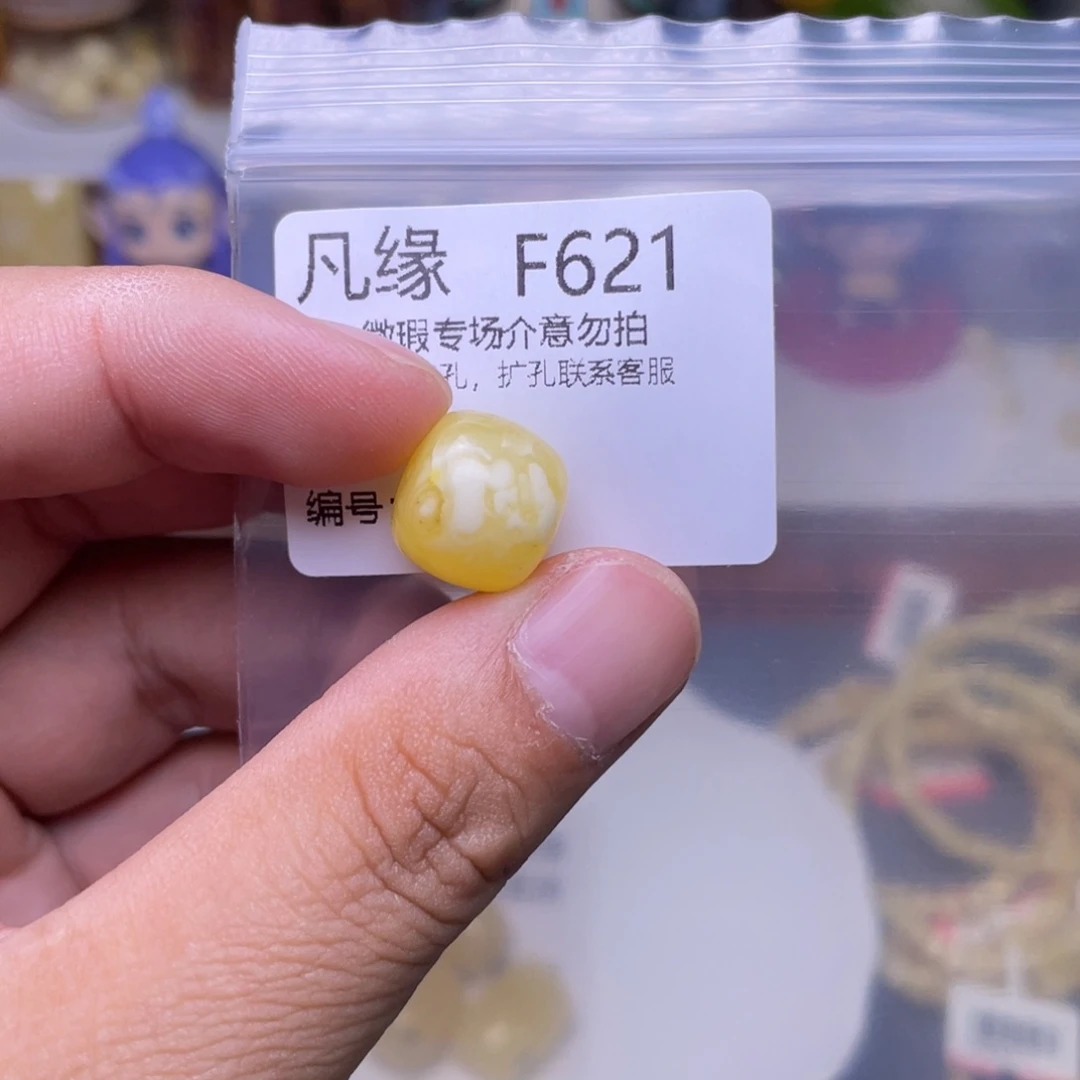 凡缘 F621
微瑕专场介意勿拍
孔，扩孔联系客服
编号